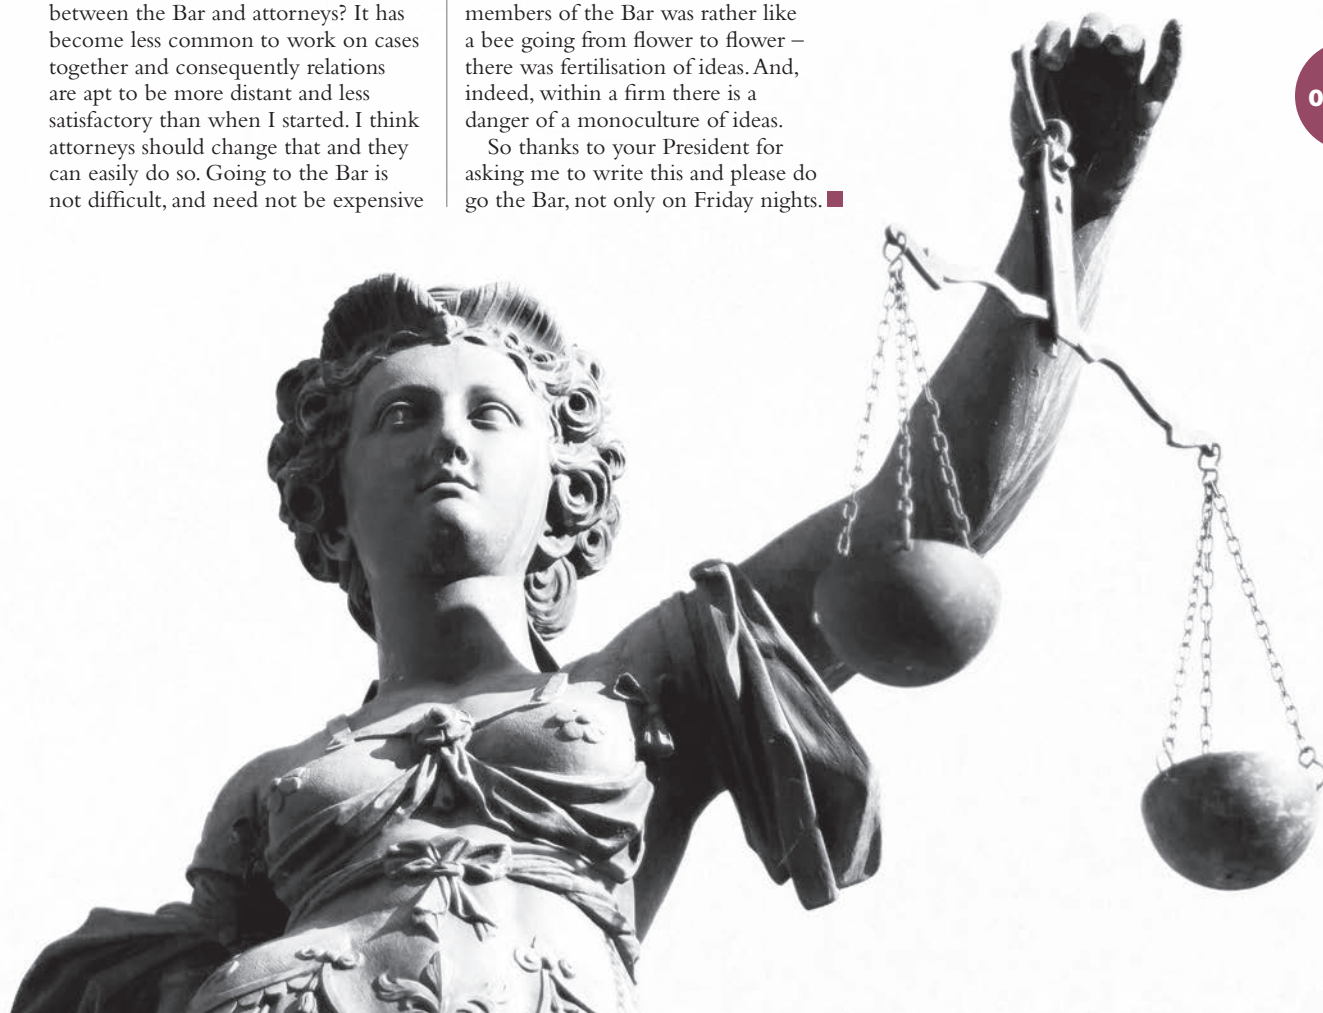 between the Bar and attorneys? It has
become less common to work on cases
together and consequently relations
are apt to be more distant and less
satisfactory than when I started. I think
attorneys should change that and they
can easily do so. Going to the Bar is
not difficult, and need not be expensive
members of the Bar was rather like
a bee going from flower to flower –
there was fertilisation of ideas. And,
indeed, within a firm there is a
danger of a monoculture of ideas.
So thanks to your President for
asking me to write this and please do
go the Bar, not only on Friday nights.